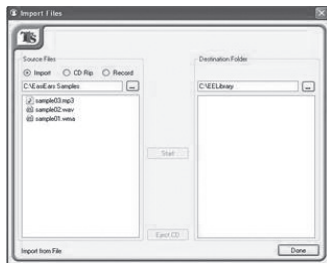 Import Files
Source Files
Import CD Rip Record
C:\EasiEars Samples ...
sample03.mp3
sample02.wav
sample01.wma
Start
Eject CD
Import from File
Destination Folder
C:\EELibrary ...
Done